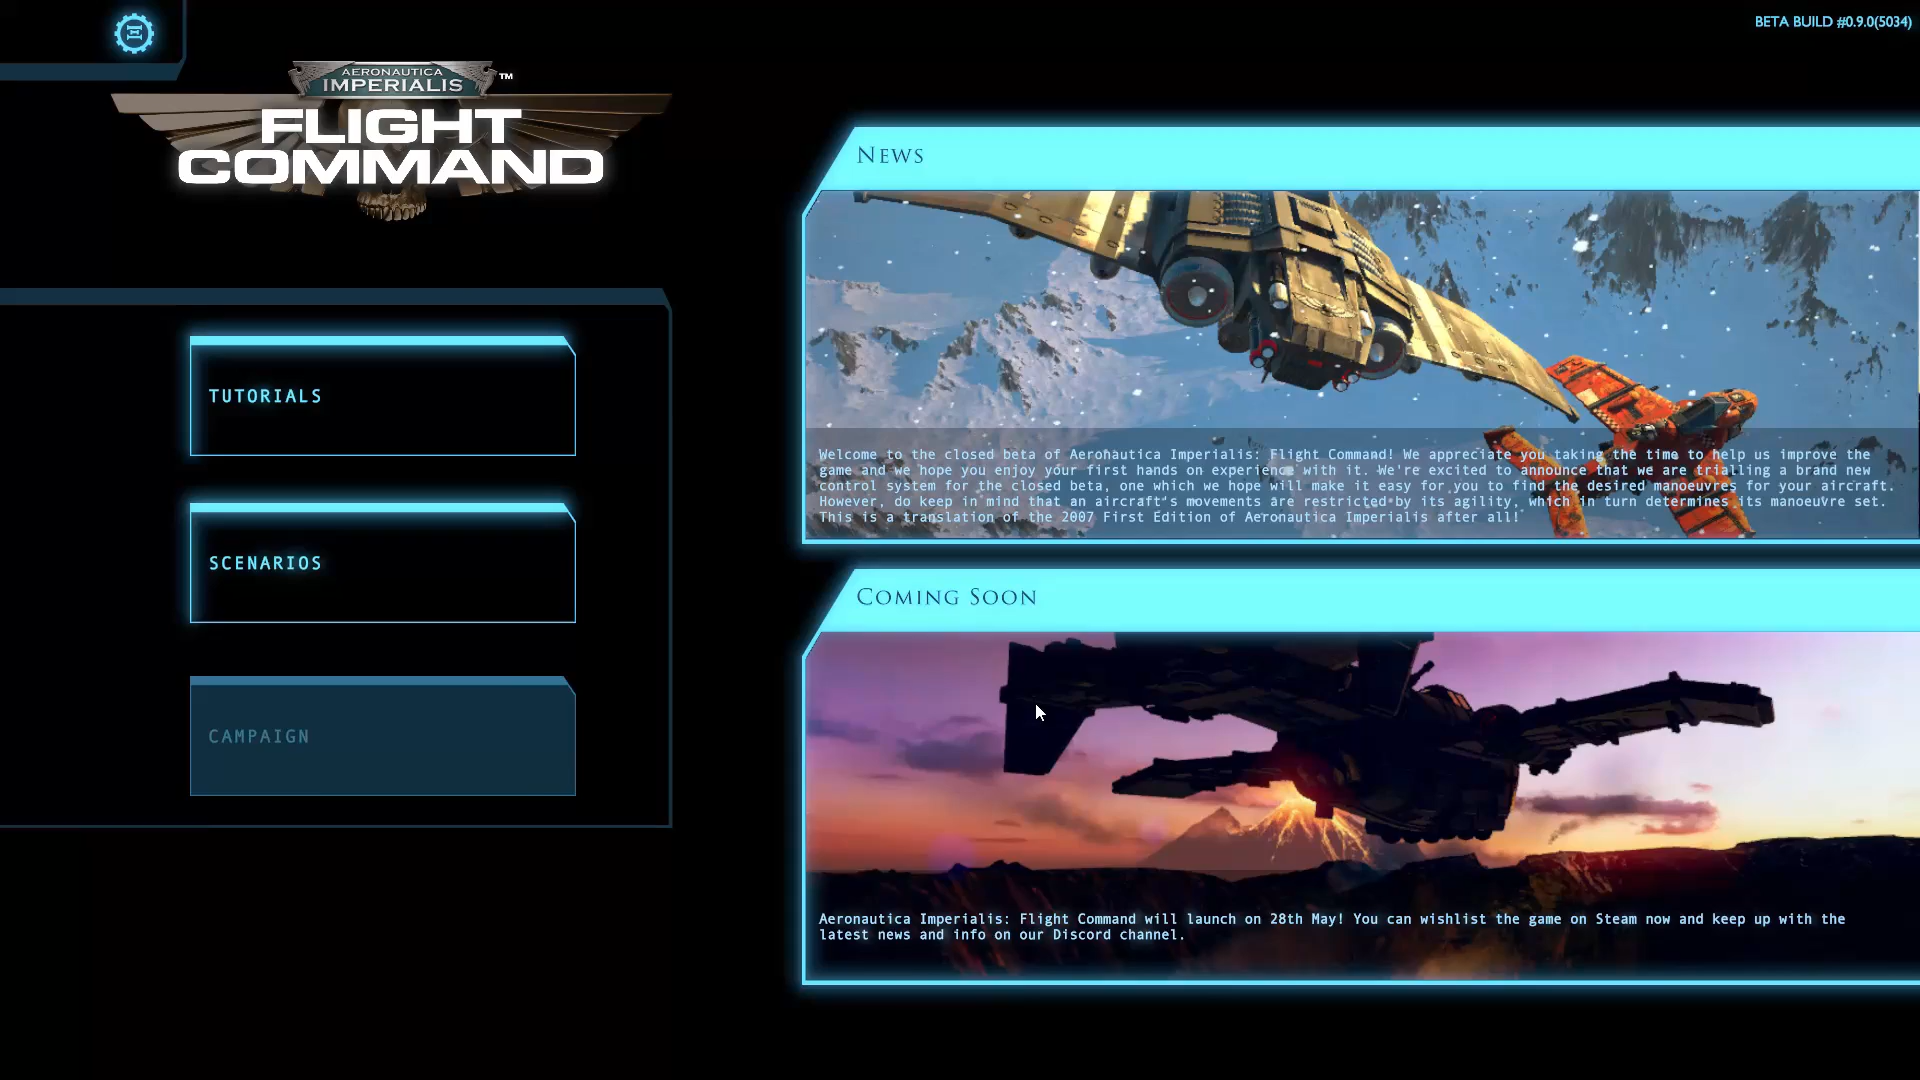 BETA BUILD #0.9.0(5034)
AERONAUTICA
IMPERIALIS™
FLIGHT
COMMAND
TUTORIALS
SCENARIOS
CAMPAIGN
News
Welcome to the closed beta of Aeronautica Imperialis: Flight Command! We appreciate you taking the time to help us improve the
game and we hope you enjoy your first hands on experience with it. We're excited to announce that we are trialling a brand new
control system for the closed beta, one which we hope will make it easy for you to find the desired manoeuvres for your aircraft.
However, do keep in mind that an aircraft's movements are restricted by its agility, which in turn determines its manoeuvre set.
This is a translation of the 2007 First Edition of Aeronautica Imperialis after all!
Coming Soon
Aeronautica Imperialis: Flight Command will launch on 28th May! You can wishlist the game on Steam now and keep up with the
latest news and info on our Discord channel.